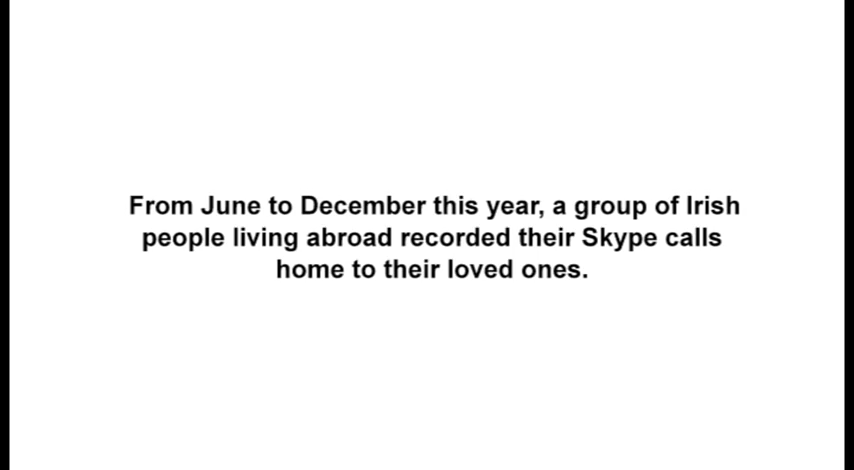 From June to December this year, a group of Irish
people living abroad recorded their Skype calls
home to their loved ones.